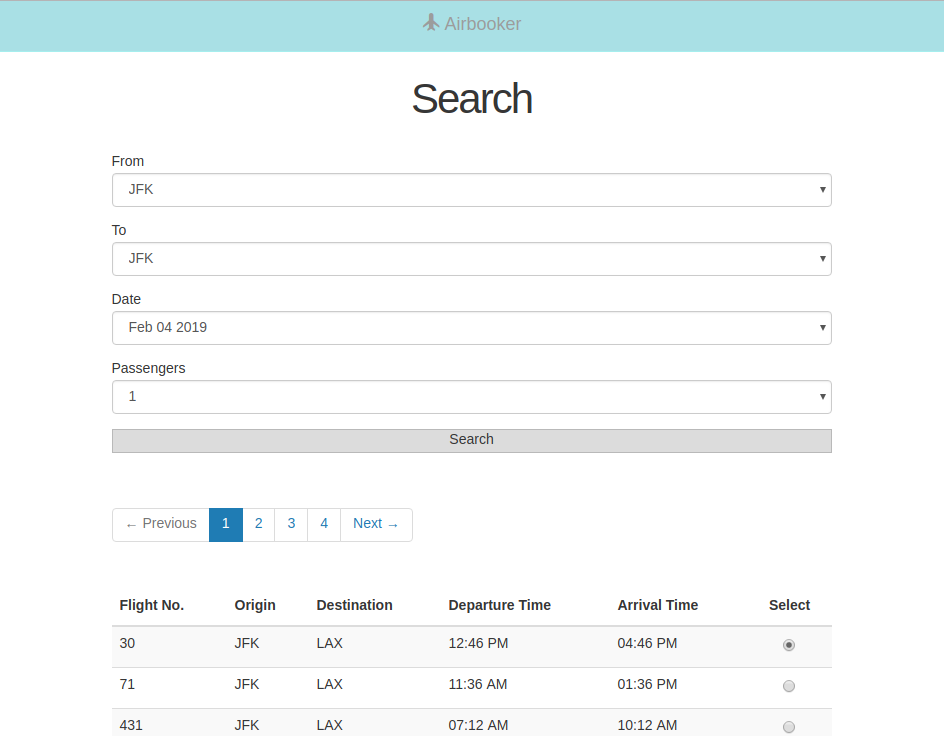 Airbooker
Search
From
JFK
To
JFK
Date
Feb 04 2019
Passengers
1
Search
← Previous 1 2 3 4 Next →
Flight No. Origin Destination Departure Time Arrival Time Select
30 JFK LAX 12:46 PM 04:46 PM
71 JFK LAX 11:36 AM 01:36 PM
431 JFK LAX 07:12 AM 10:12 AM